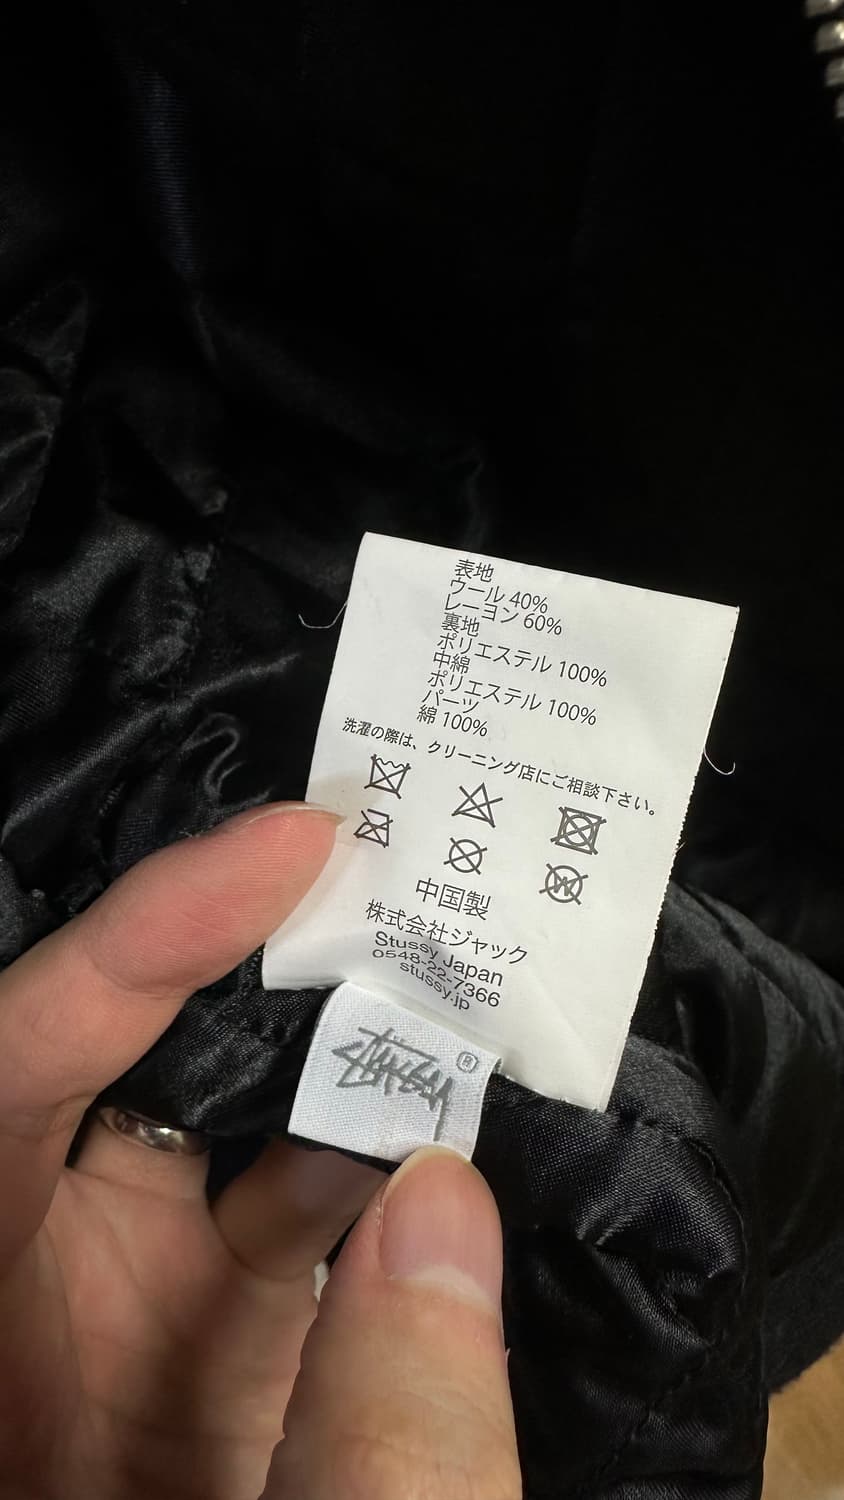 表地
ウール 40%
レーヨン 60%
裏地
ポリエステル 100%
中綿
ポリエステル 100%
パーツ
綿 100%
洗濯の際は、クリーニング店にご相談下さい。
W
中国製
株式会社ジャック
Stussy Japan
0548-22-7366
stussy.jp
STÜSSY ®